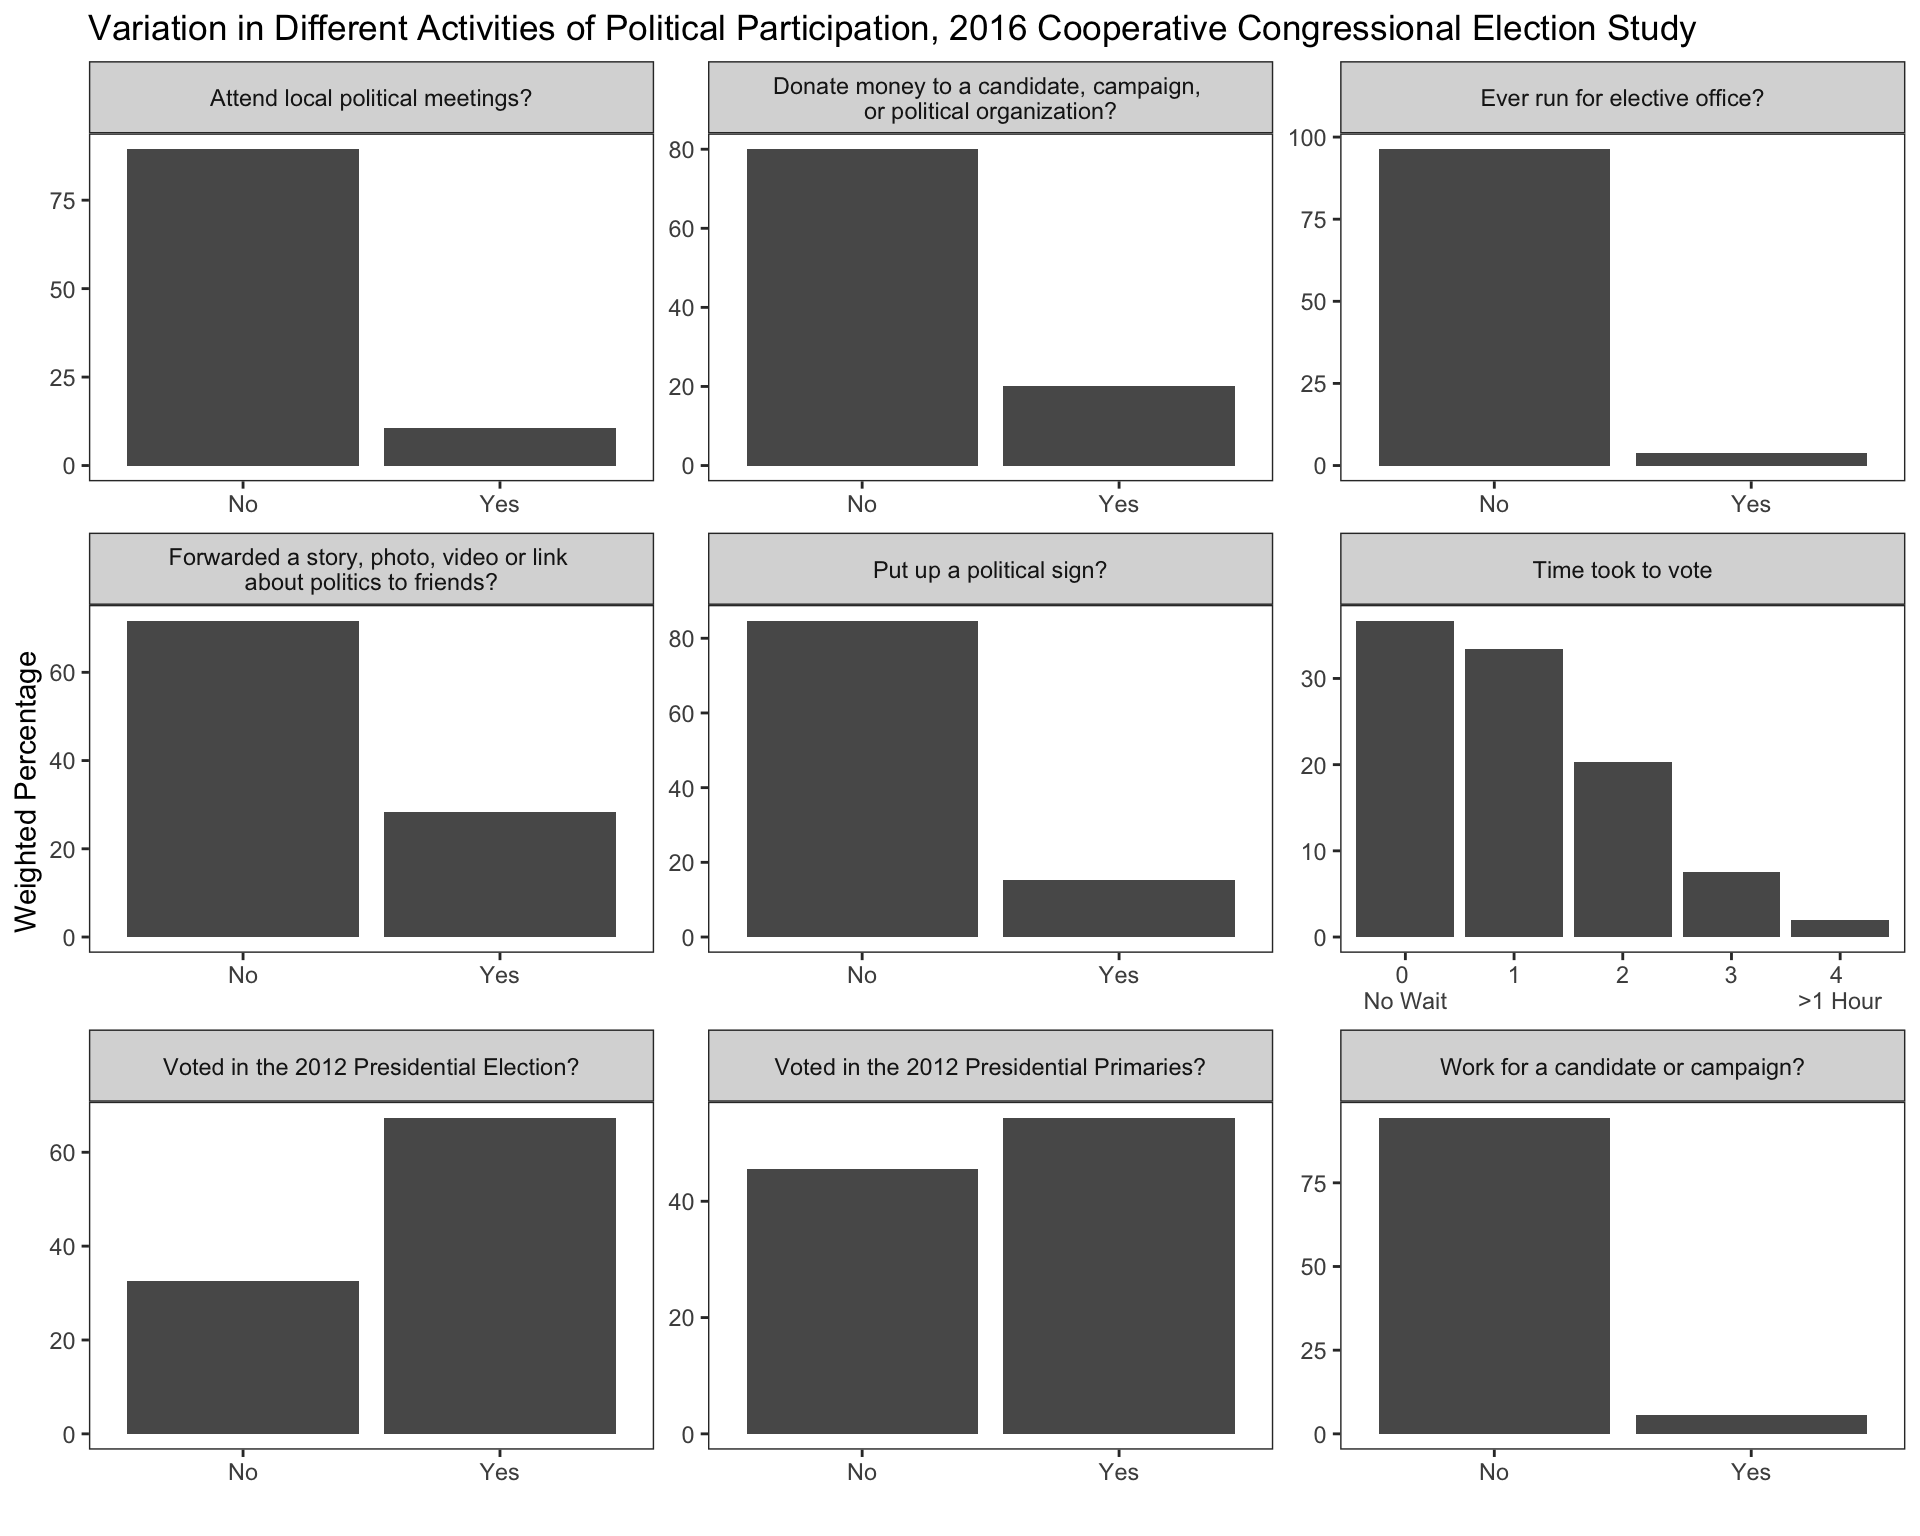 Variation in Different Activities of Political Participation, 2016 Cooperative Congressional Election Study
Weighted Percentage
Attend local political meetings?
75
50
25
0
No Yes
Donate money to a candidate, campaign,
or political organization?
80
60
40
20
0
No Yes
Ever run for elective office?
100
75
50
25
0
No Yes
Forwarded a story, photo, video or link
about politics to friends?
60
40
20
0
No Yes
Put up a political sign?
80
60
40
20
0
No Yes
Time took to vote
30
20
10
0
0 1 2 3 4
No Wait >1 Hour
Voted in the 2012 Presidential Election?
60
40
20
0
No Yes
Voted in the 2012 Presidential Primaries?
40
20
0
No Yes
Work for a candidate or campaign?
75
50
25
0
No Yes